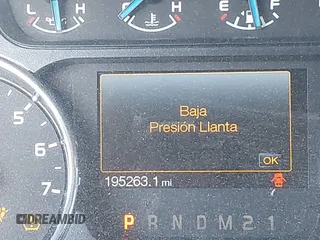 L H
C H
E F
Baja
Presión Llanta
OK
5
6
7
195263.1 mi
P R N D M 2 1
DREAMBID